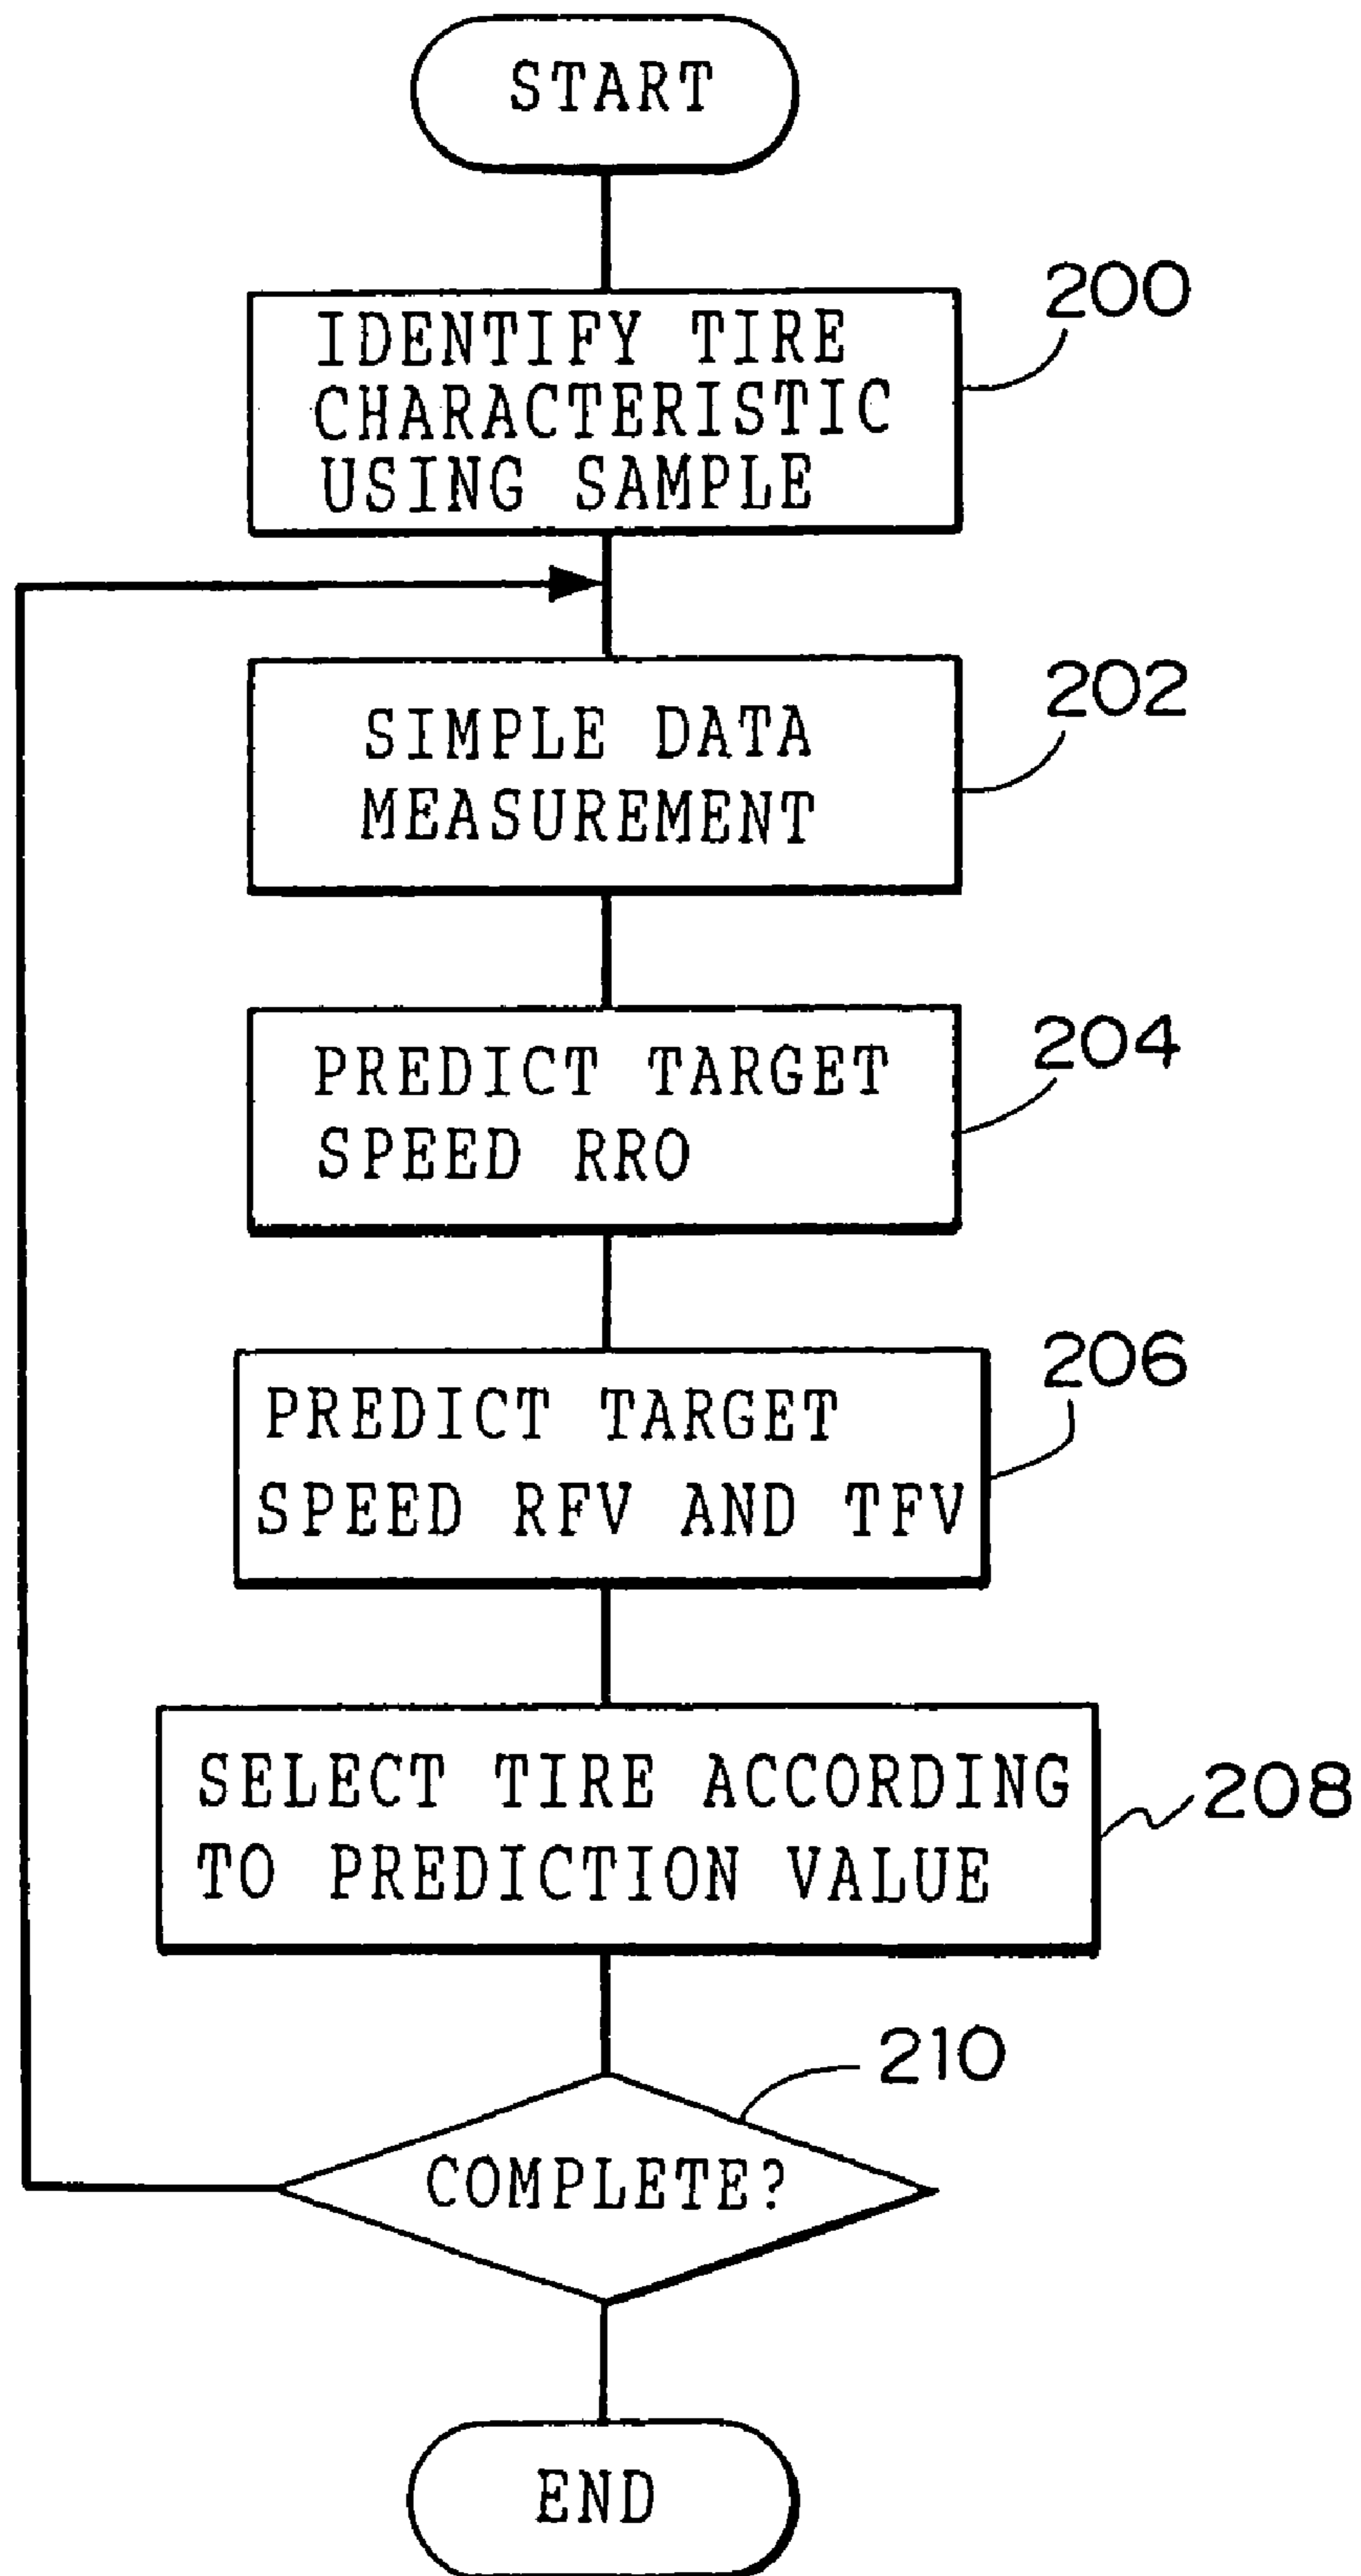 START
200
IDENTIFY TIRE
CHARACTERISTIC
USING SAMPLE
202
SIMPLE DATA
MEASUREMENT
204
PREDICT TARGET
SPEED RRO
206
PREDICT TARGET
SPEED RFV AND TFV
SELECT TIRE ACCORDING
TO PREDICTION VALUE
208
210
COMPLETE?
END